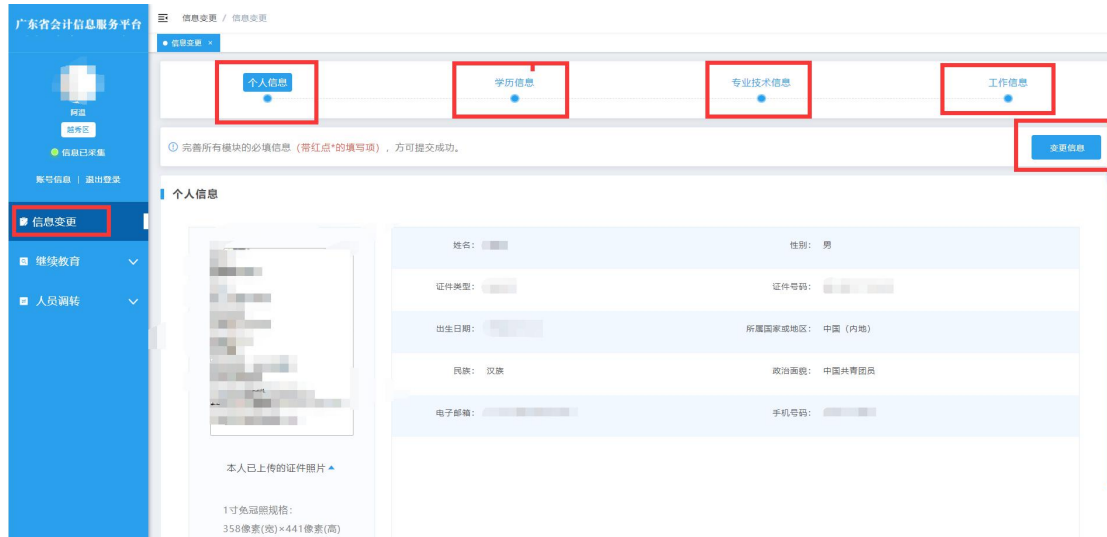 广东省会计信息服务平台
阿温
越秀区
信息已采集
账号信息 | 退出登录
信息变更
继续教育
人员调转
信息变更 / 信息变更
信息变更 ×
个人信息
学历信息
专业技术信息
工作信息
完善所有模块的必填信息（带红点*的填写项），方可提交成功。
变更信息
个人信息
姓名：
性别： 男
证件类型：
证件号码：
出生日期：
所属国家或地区： 中国（内地）
民族： 汉族
政治面貌： 中国共青团员
电子邮箱：
手机号码：
本人已上传的证件照片
1寸免冠照规格：
358像素(宽)×441像素(高)